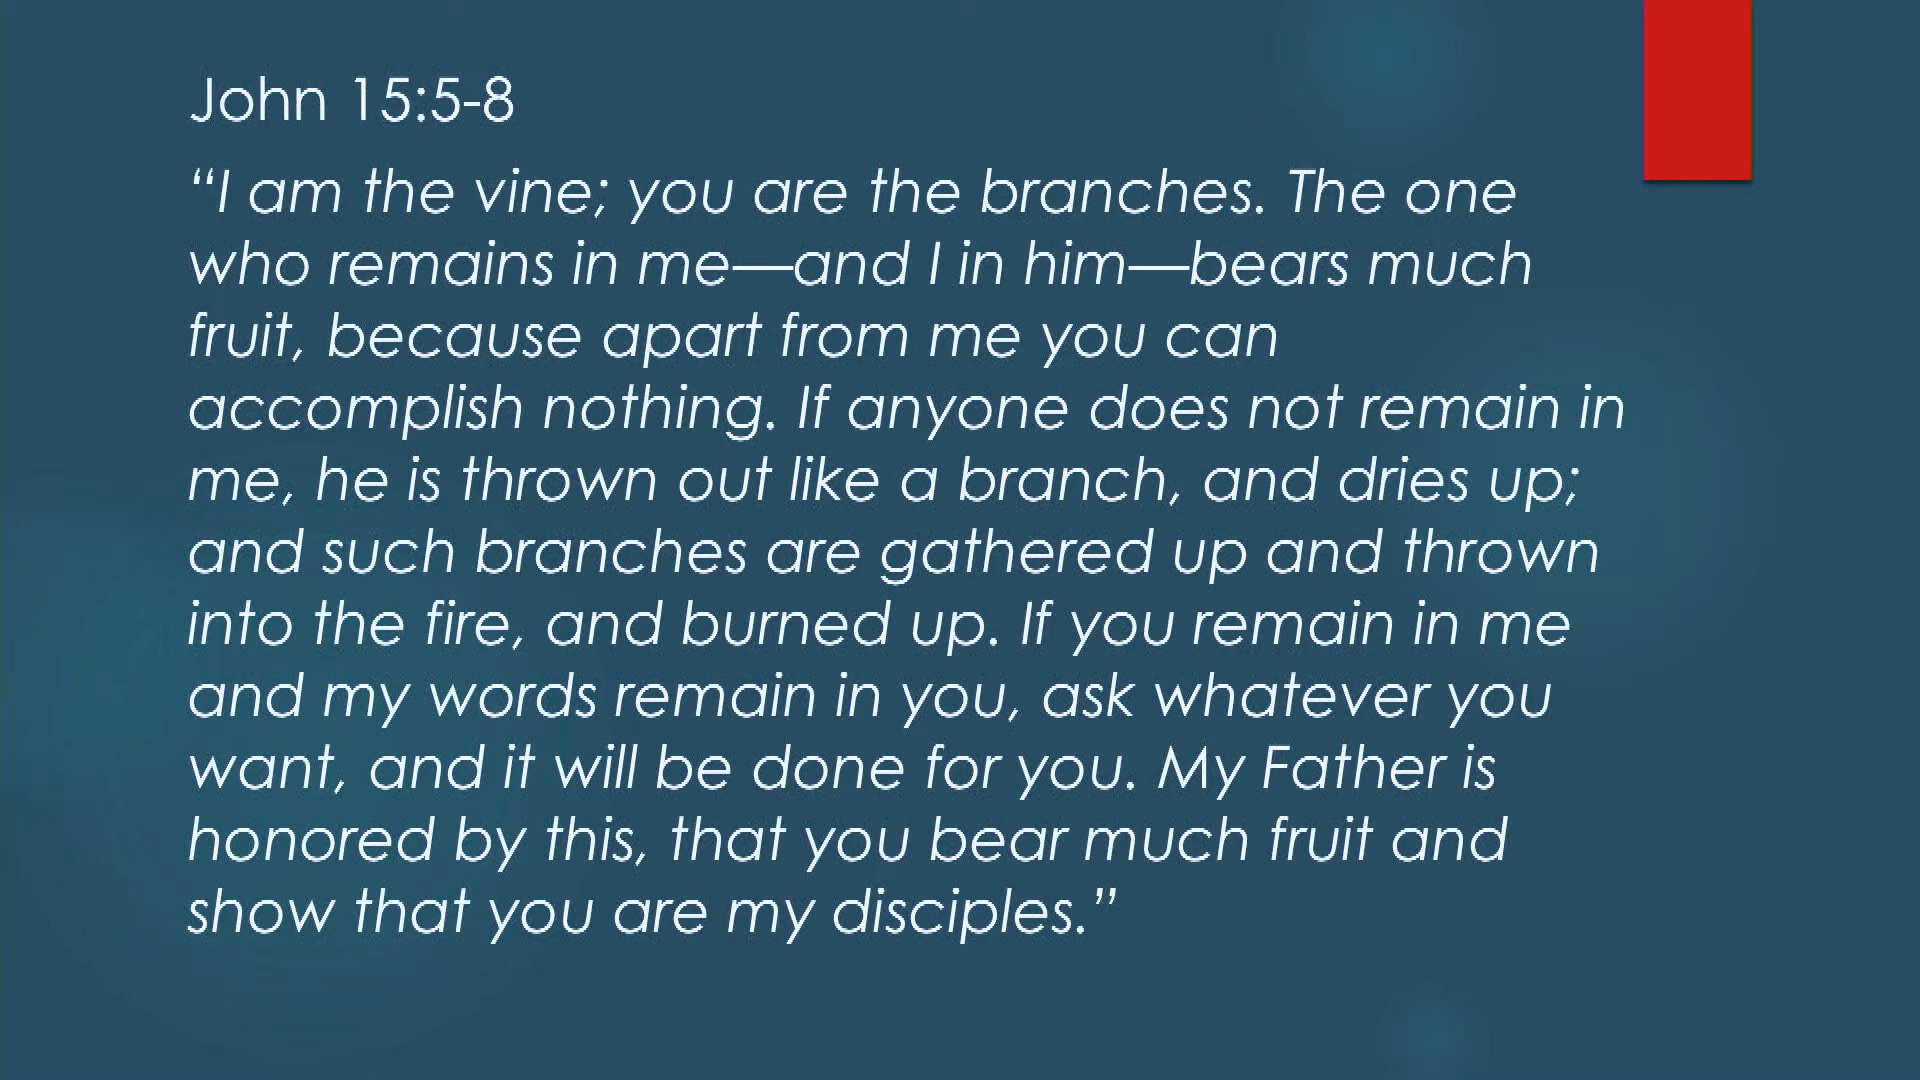 John 15:5-8
“I am the vine; you are the branches. The one
who remains in me—and I in him—bears much
fruit, because apart from me you can
accomplish nothing. If anyone does not remain in
me, he is thrown out like a branch, and dries up;
and such branches are gathered up and thrown
into the fire, and burned up. If you remain in me
and my words remain in you, ask whatever you
want, and it will be done for you. My Father is
honored by this, that you bear much fruit and
show that you are my disciples.”